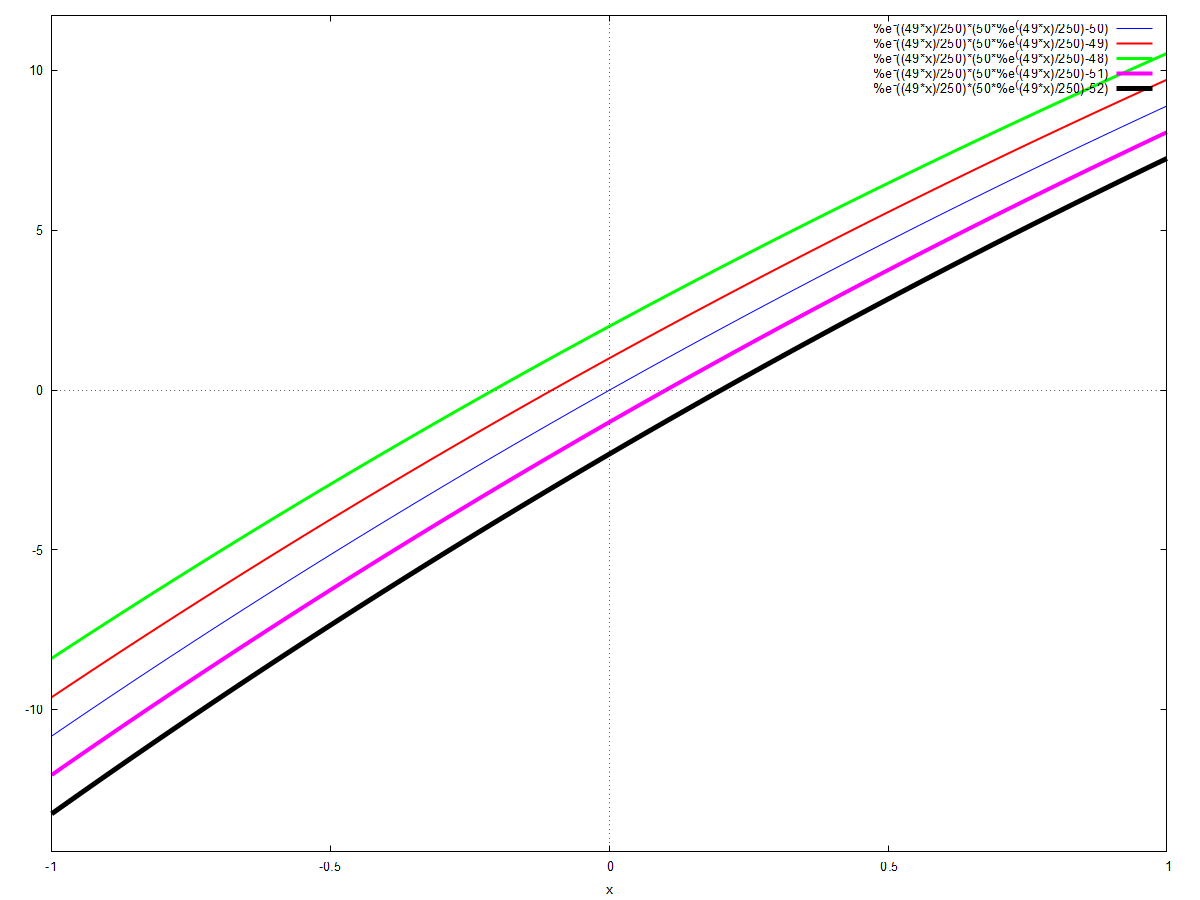 %e^-((49*x)/250)*(50*%e^((49*x)/250)-50)
%e^-((49*x)/250)*(50*%e^((49*x)/250)-49)
%e^-((49*x)/250)*(50*%e^((49*x)/250)-48)
%e^-((49*x)/250)*(50*%e^((49*x)/250)-51)
%e^-((49*x)/250)*(50*%e^((49*x)/250)-52)
10
5
0
-5
-10
-1 -0.5 0 0.5 1
x